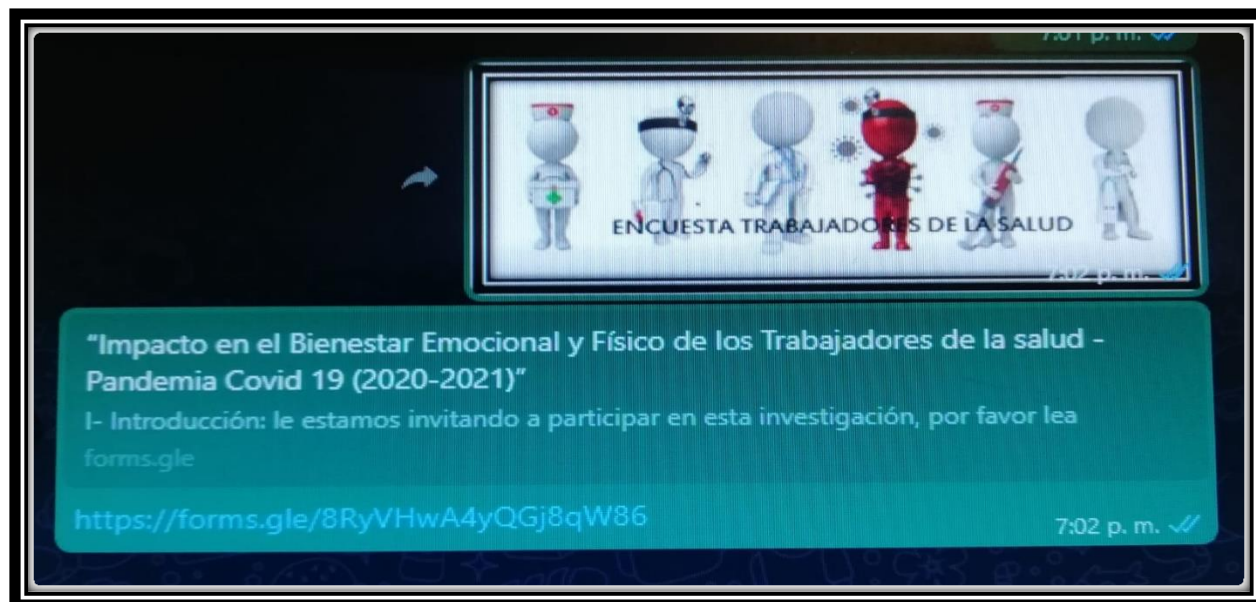 7:01 p. m.
ENCUESTA TRABAJADORES DE LA SALUD
7:02 p. m.
"Impacto en el Bienestar Emocional y Físico de los Trabajadores de la salud -
Pandemia Covid 19 (2020-2021)"
I- Introducción: le estamos invitando a participar en esta investigación, por favor lea
forms.gle
https://forms.gle/8RyVHwA4yQGj8qW86
7:02 p. m.